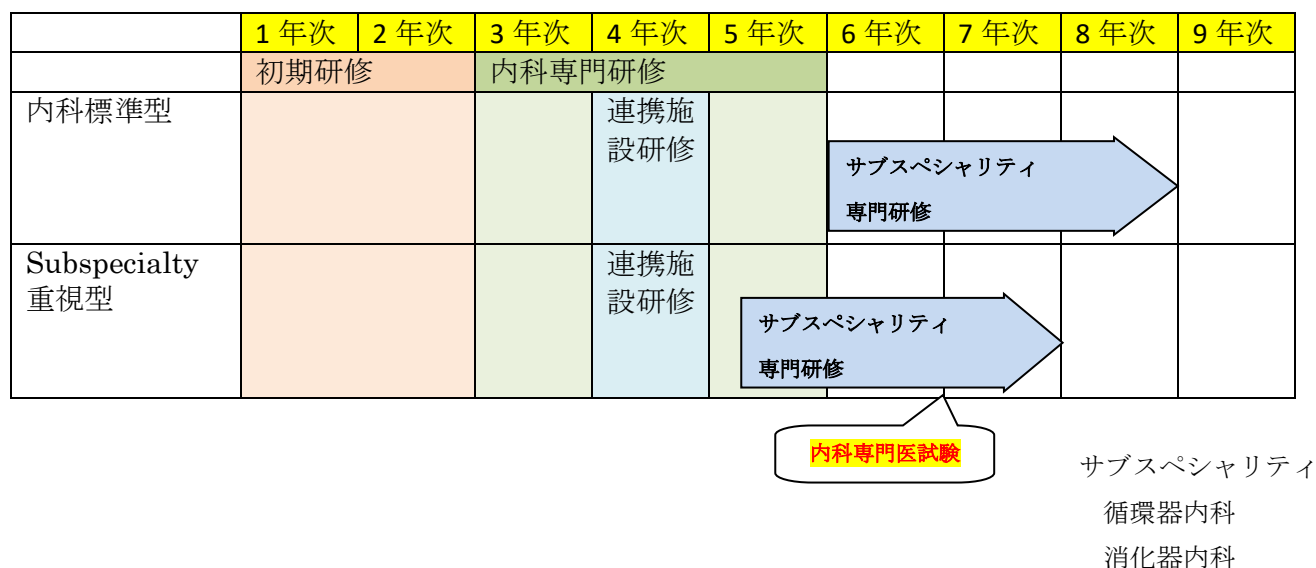 1 年次 2 年次 3 年次 4 年次 5 年次 6 年次 7 年次 8 年次 9 年次
初期研修 内科専門研修
内科標準型
連携施
設研修
サブスペシャリティ
専門研修
Subspecialty
重視型
連携施
設研修
サブスペシャリティ
専門研修
内科専門医試験
サブスペシャリティ
循環器内科
消化器内科